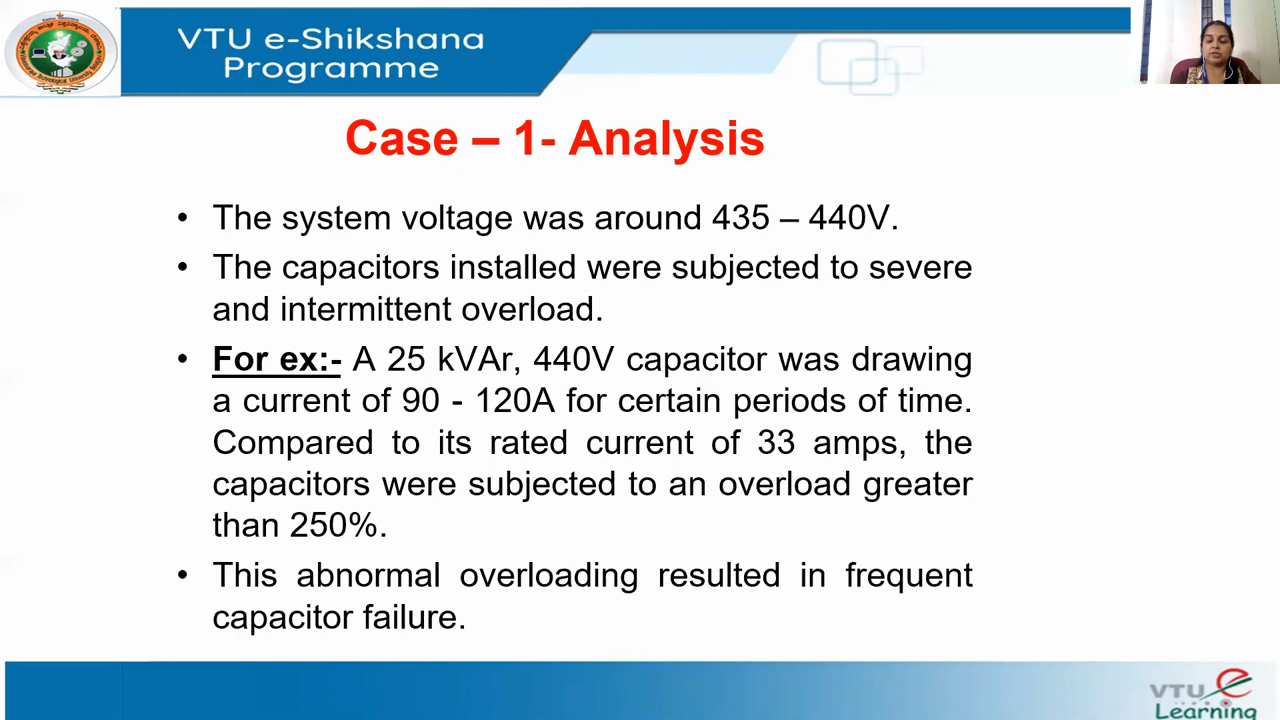 VTU e-Shikshana
Programme
Case – 1- Analysis
• The system voltage was around 435 – 440V.
• The capacitors installed were subjected to severe
and intermittent overload.
• For ex:- A 25 kVAr, 440V capacitor was drawing
a current of 90 - 120A for certain periods of time.
Compared to its rated current of 33 amps, the
capacitors were subjected to an overload greater
than 250%.
• This abnormal overloading resulted in frequent
capacitor failure.
VTU e
Learning